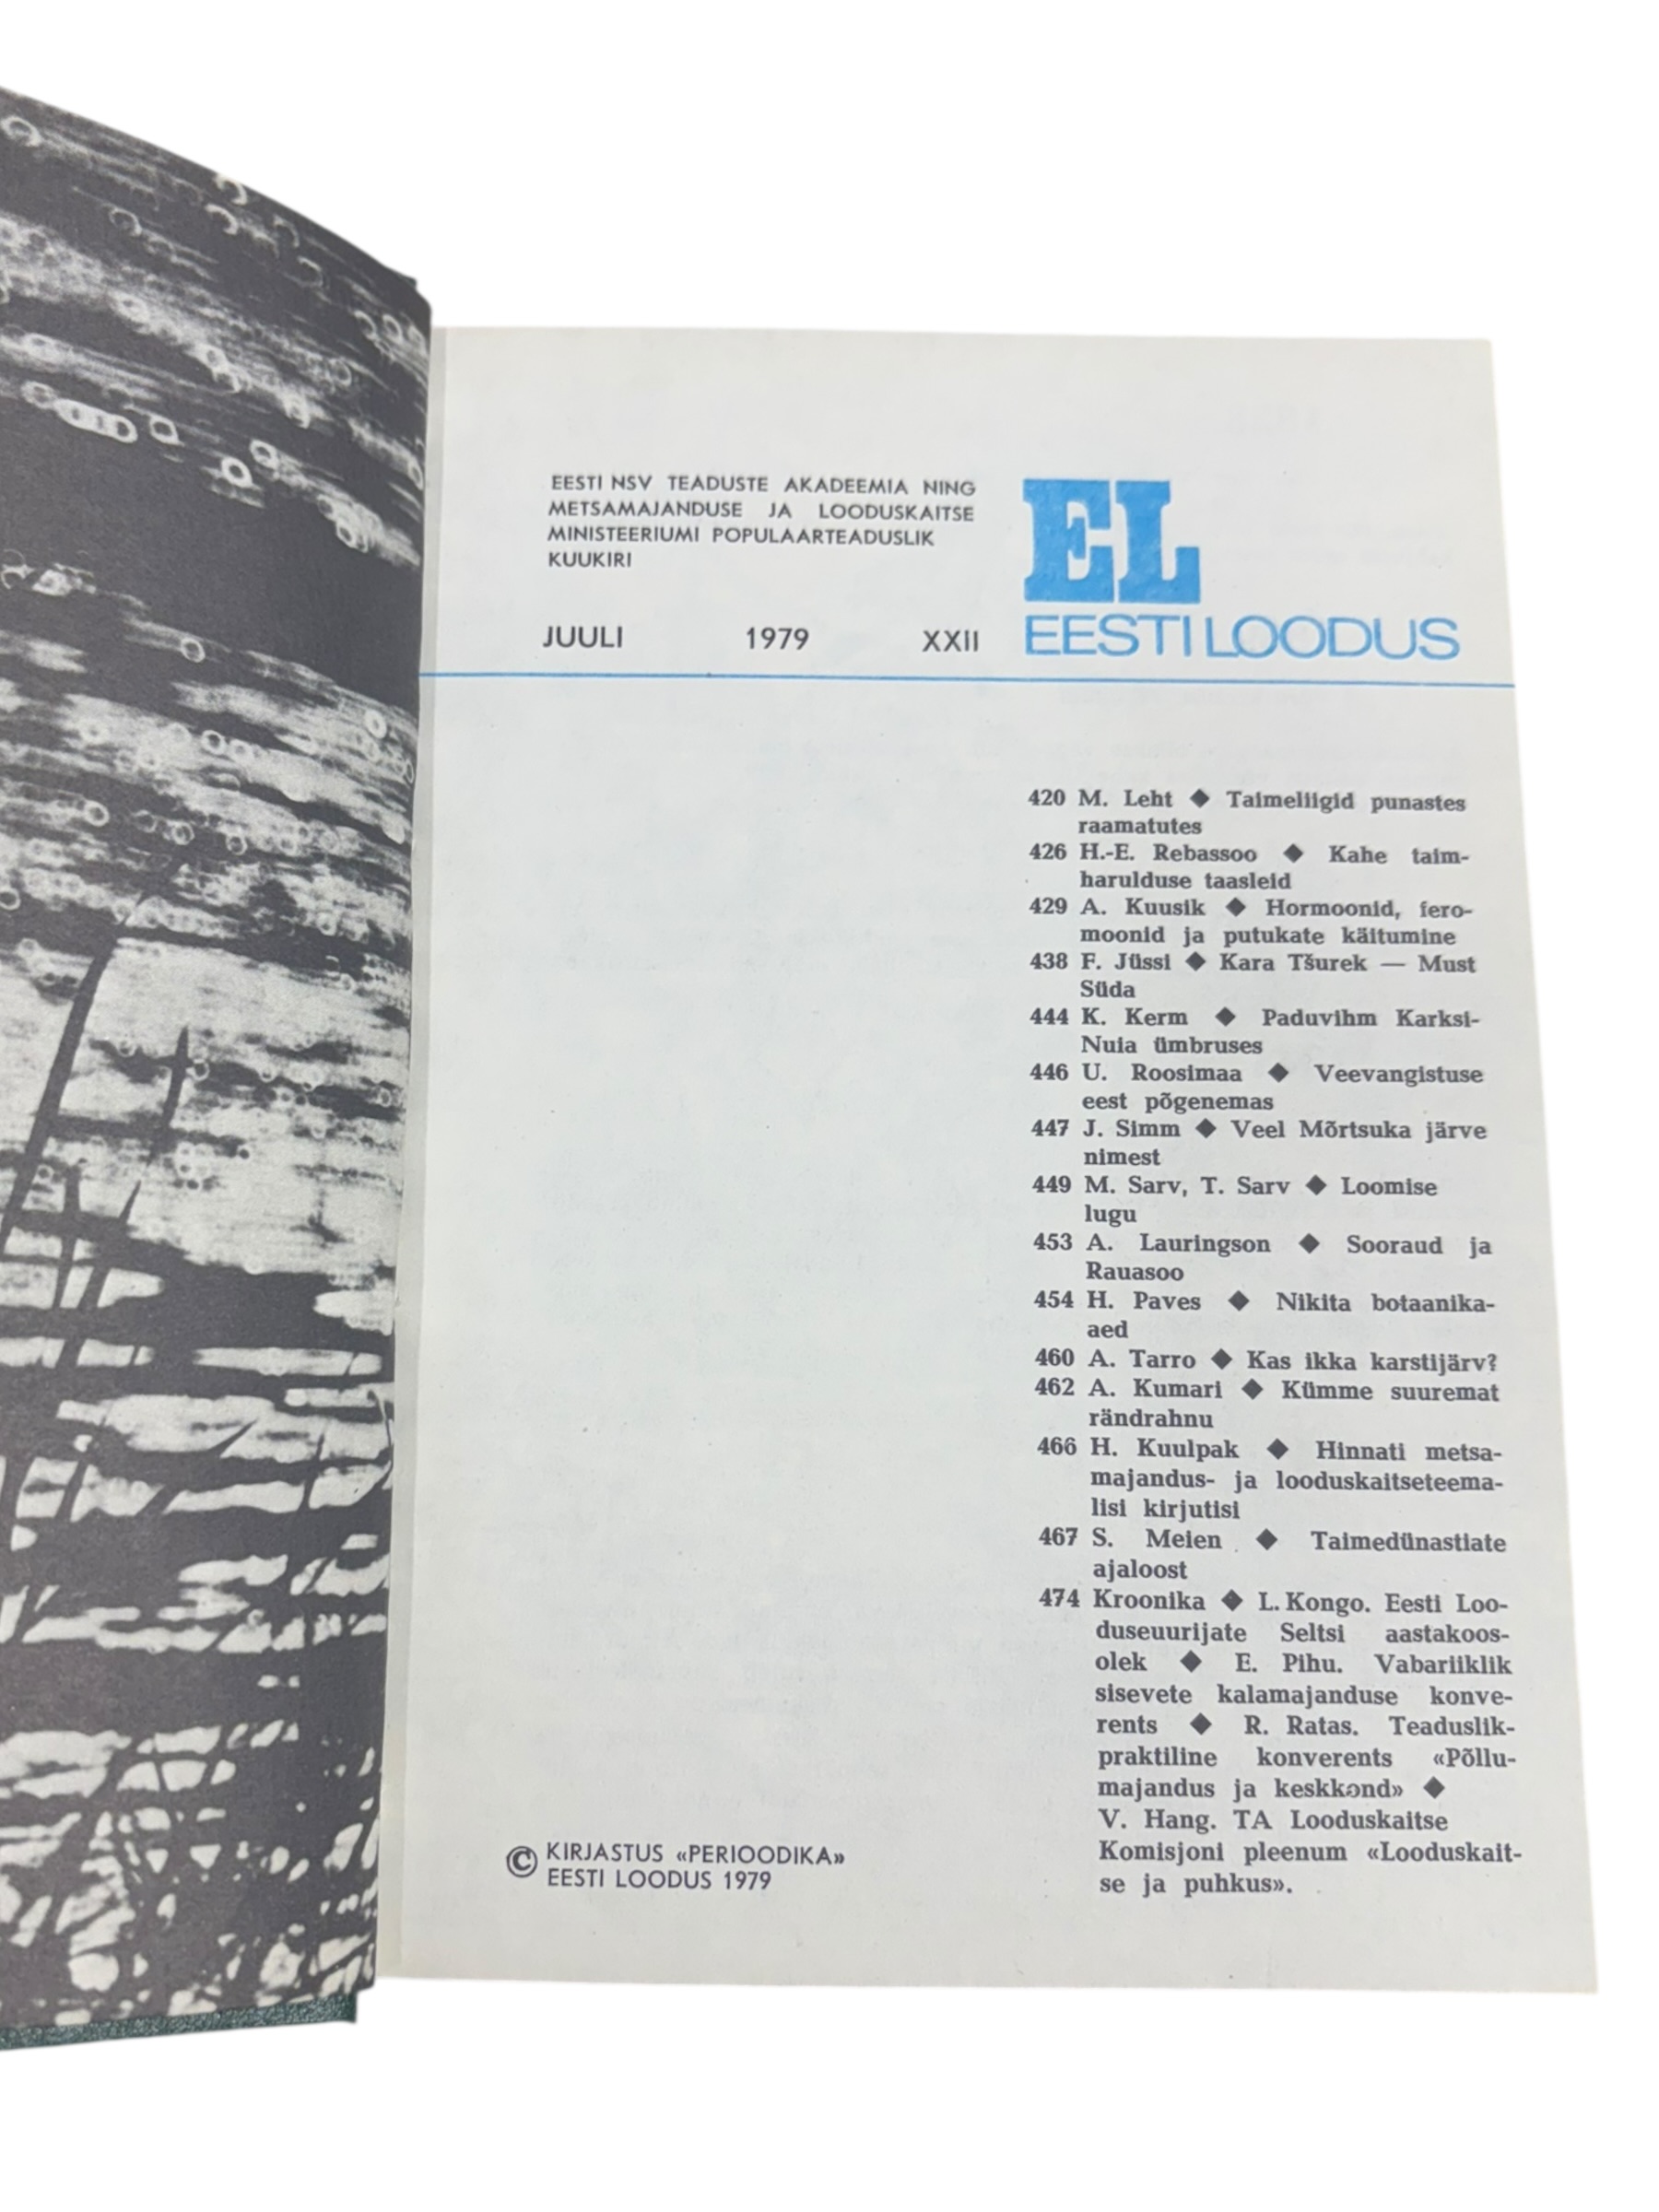 EESTI NSV TEADUSTE AKADEEMIA NING
METSAMAJANDUSE JA LOODUSKAITSE
MINISTEERIUMI POPULAARTEADUSLIK
KUUKIRI
JUULI 1979 XXII
EL
EESTI LOODUS
420 M. Leht ◆ Taimeliigid punastes
raamatutes
426 H.-E. Rebassoo ◆ Kahe taim-
harulduse taasleid
429 A. Kuusik ◆ Hormoonid, fero-
moonid ja putukate käitumine
438 F. Jüssi ◆ Kara Tšurek — Must
Süda
444 K. Kerm ◆ Paduvihm Karksi-
Nuia ümbruses
446 U. Roosimaa ◆ Veevangistuse
eest põgenemas
447 J. Simm ◆ Veel Mõrtsuka järve
nimest
449 M. Sarv, T. Sarv ◆ Loomise
lugu
453 A. Lauringson ◆ Sooraud ja
Rauasoo
454 H. Paves ◆ Nikita botaanika-
aed
460 A. Tarro ◆ Kas ikka karstijärv?
462 A. Kumari ◆ Kümme suuremat
rändrahnu
466 H. Kuulpak ◆ Hinnati metsa-
majandus- ja looduskaitseteema-
lisi kirjutisi
467 S. Meien ◆ Taimedünastiate
ajaloost
474 Kroonika ◆ L. Kongo. Eesti Loo-
duseuurijate Seltsi aastakoos-
olek ◆ E. Pihu. Vabariiklik
sisevete kalamajanduse konve-
rents ◆ R. Ratas. Teaduslik-
praktiline konverents «Põllu-
majandus ja keskkond» ◆
V. Hang. TA Looduskaitse
Komisjoni pleenum «Looduskait-
se ja puhkus».
© KIRJASTUS «PERIOODIKA»
EESTI LOODUS 1979